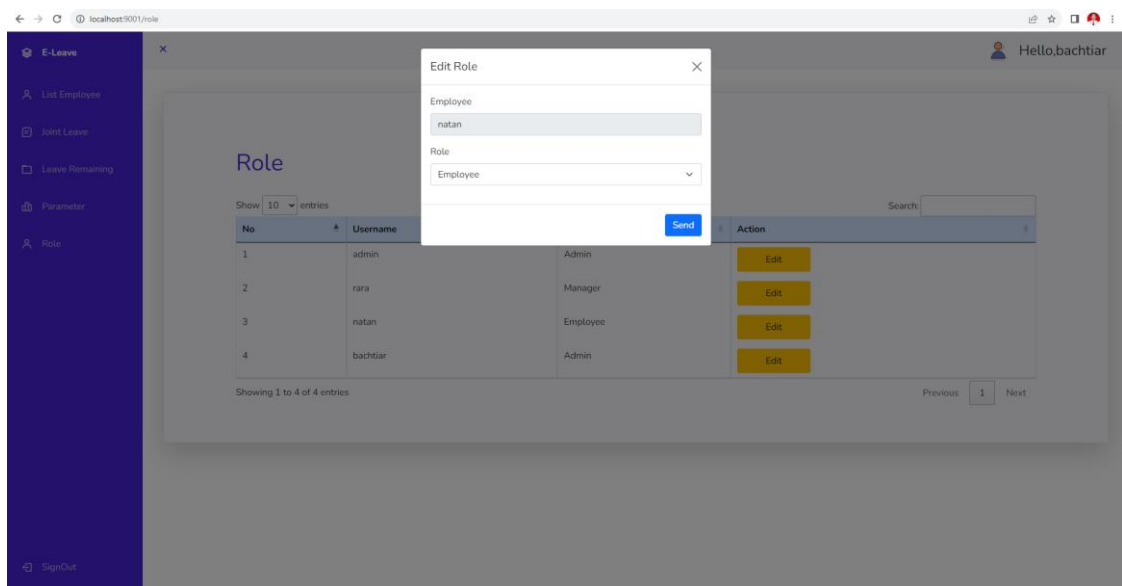 localhost:9001/role
E-Leave
×
Hello,bachtiar
List Employee
Joint Leave
Leave Remaining
Parameter
Role
SignOut
Edit Role
Employee
natan
Role
Employee
Send
Role
Show 10 entries
Search:
No Username Action
1 admin Admin Edit
2 rara Manager Edit
3 natan Employee Edit
4 bachtiar Admin Edit
Showing 1 to 4 of 4 entries
Previous 1 Next